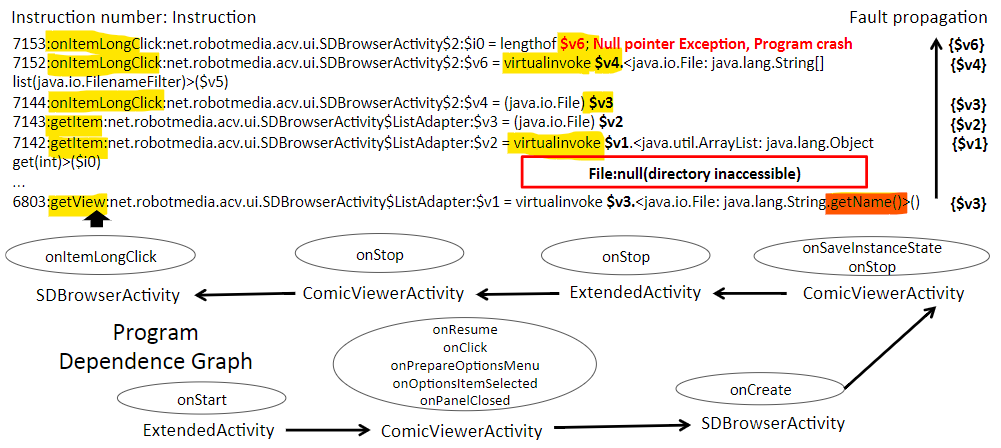 Instruction number: Instruction
Fault propagation
7153:onItemLongClick:net.robotmedia.acv.ui.SDBrowserActivity$2:$i0 = lengthof $v6; Null pointer Exception, Program crash
{$v6}
7152:onItemLongClick:net.robotmedia.acv.ui.SDBrowserActivity$2:$v6 = virtualinvoke $v4.<java.io.File: java.lang.String[]
{$v4}
list(java.io.FilenameFilter)>($v5)
7144:onItemLongClick:net.robotmedia.acv.ui.SDBrowserActivity$2:$v4 = (java.io.File) $v3
{$v3}
7143:getItem:net.robotmedia.acv.ui.SDBrowserActivity$ListAdapter:$v3 = (java.io.File) $v2
{$v2}
7142:getItem:net.robotmedia.acv.ui.SDBrowserActivity$ListAdapter:$v2 = virtualinvoke $v1.<java.util.ArrayList: java.lang.Object
{$v1}
get(int)>($i0)
File:null(directory inaccessible)
...
6803:getView:net.robotmedia.acv.ui.SDBrowserActivity$ListAdapter:$v1 = virtualinvoke $v3.<java.io.File: java.lang.String.getName()>()
{$v3}
onItemLongClick
onStop
onStop
onSaveInstanceState
onStop
SDBrowserActivity
ComicViewerActivity
ExtendedActivity
ComicViewerActivity
Program
Dependence Graph
onResume
onClick
onPrepareOptionsMenu
onOptionsItemSelected
onPanelClosed
onStart
onCreate
ExtendedActivity
ComicViewerActivity
SDBrowserActivity